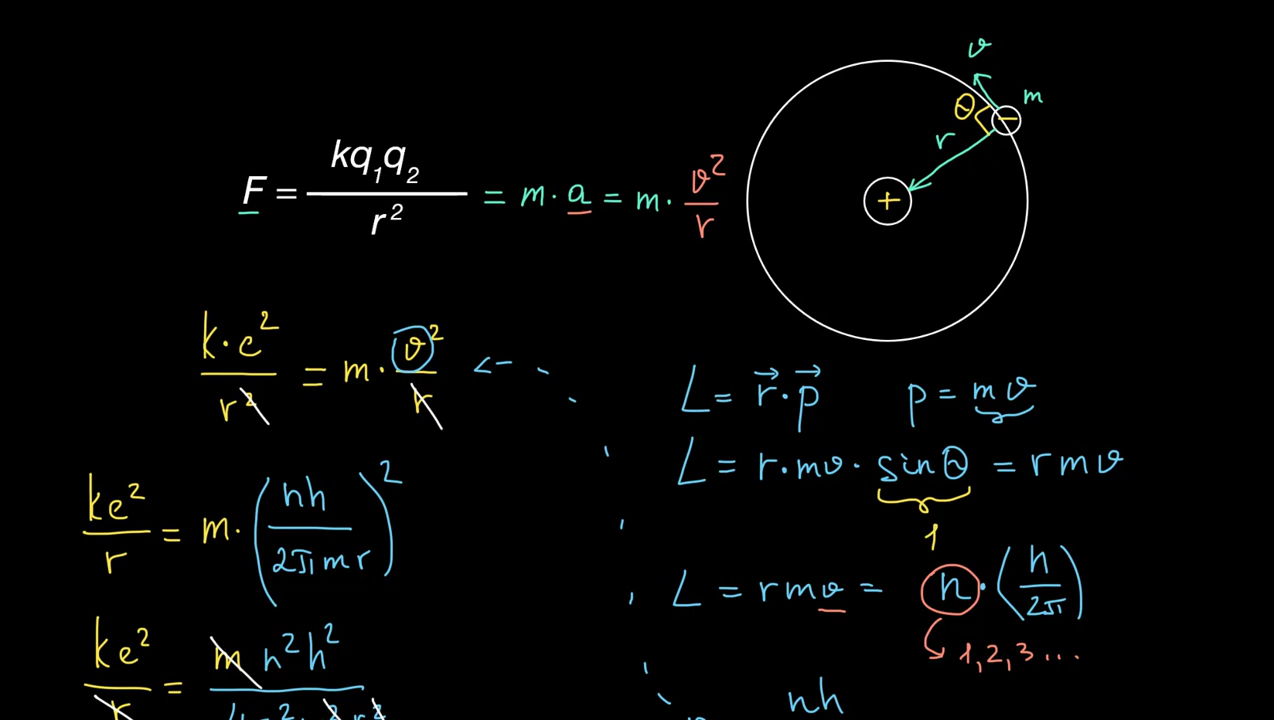 v
m
θ
r
F = kq₁q₂ / r² = m · a = m · v² / r
+
−
k · e² / r² = m · v² / r
L = r⃗ · p⃗ p = mv
L = r · mv · sinθ = rmv
1
ke² / r = m · (nh / 2πmr)²
L = rmv = n · (h / 2π)
1, 2, 3 ...
ke² / r = m n²h²
nh